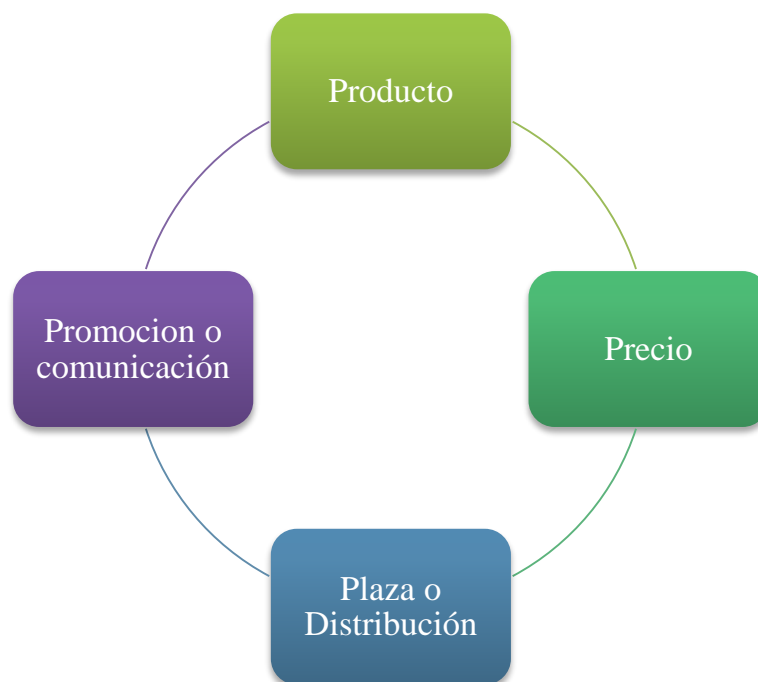 Producto
Precio
Plaza o
Distribución
Promocion o
comunicación